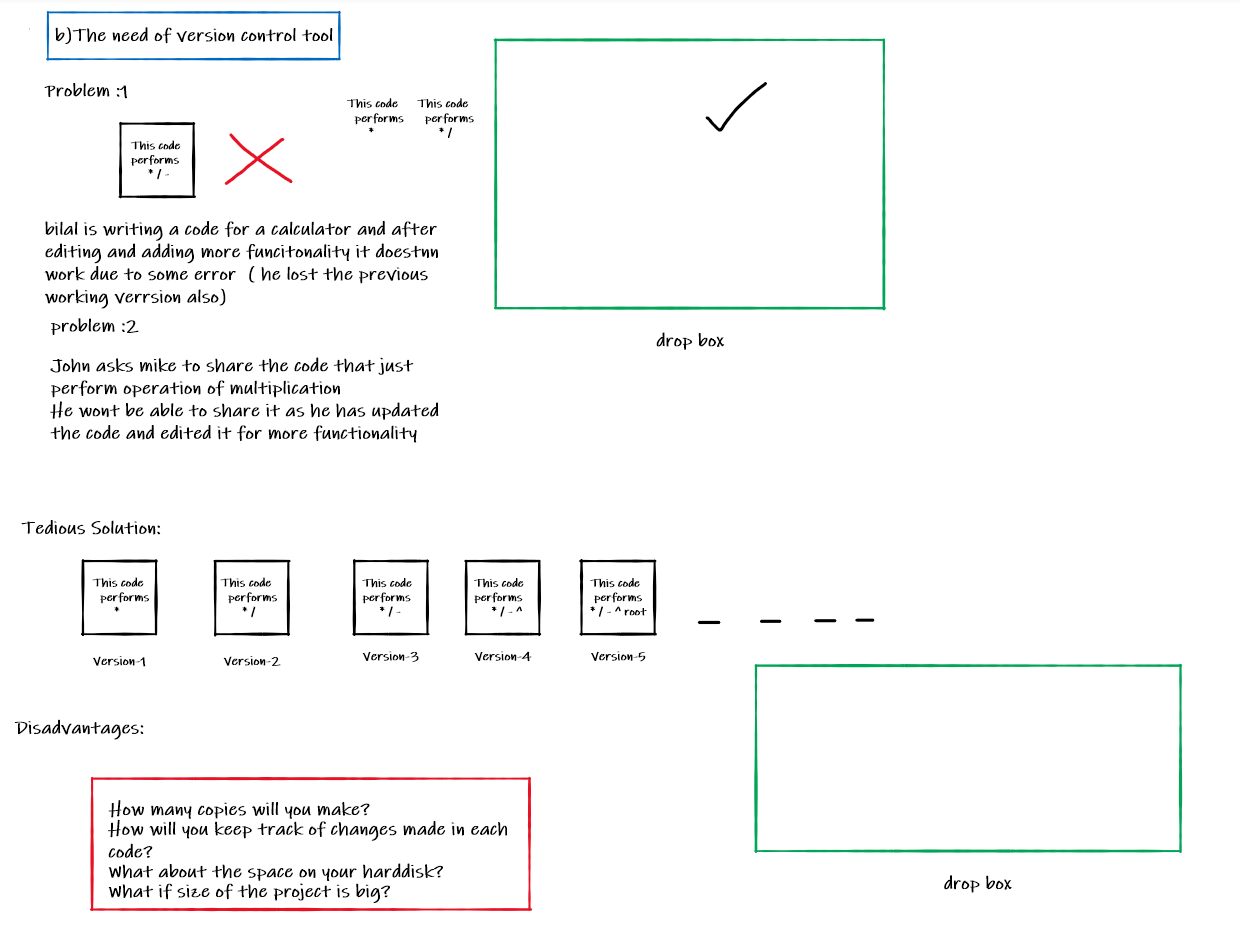 b)The need of version control tool
Problem :1
This code
performs
*
This code
performs
* /
This code
performs
* / -
bilal is writing a code for a calculator and after
editing and adding more funcitonality it doestnn
work due to some error ( he lost the previous
working verrsion also)
drop box
problem :2
John asks mike to share the code that just
perform operation of multiplication
He wont be able to share it as he has updated
the code and edited it for more functionality
Tedious Solution:
This code
performs
*
Version-1
This code
performs
* /
Version-2
This code
performs
* / -
Version-3
This code
performs
* / - ^
Version-4
This code
performs
* / - ^ root
Version-5
Disadvantages:
How many copies will you make?
How will you keep track of changes made in each
code?
What about the space on your harddisk?
What if size of the project is big?
drop box